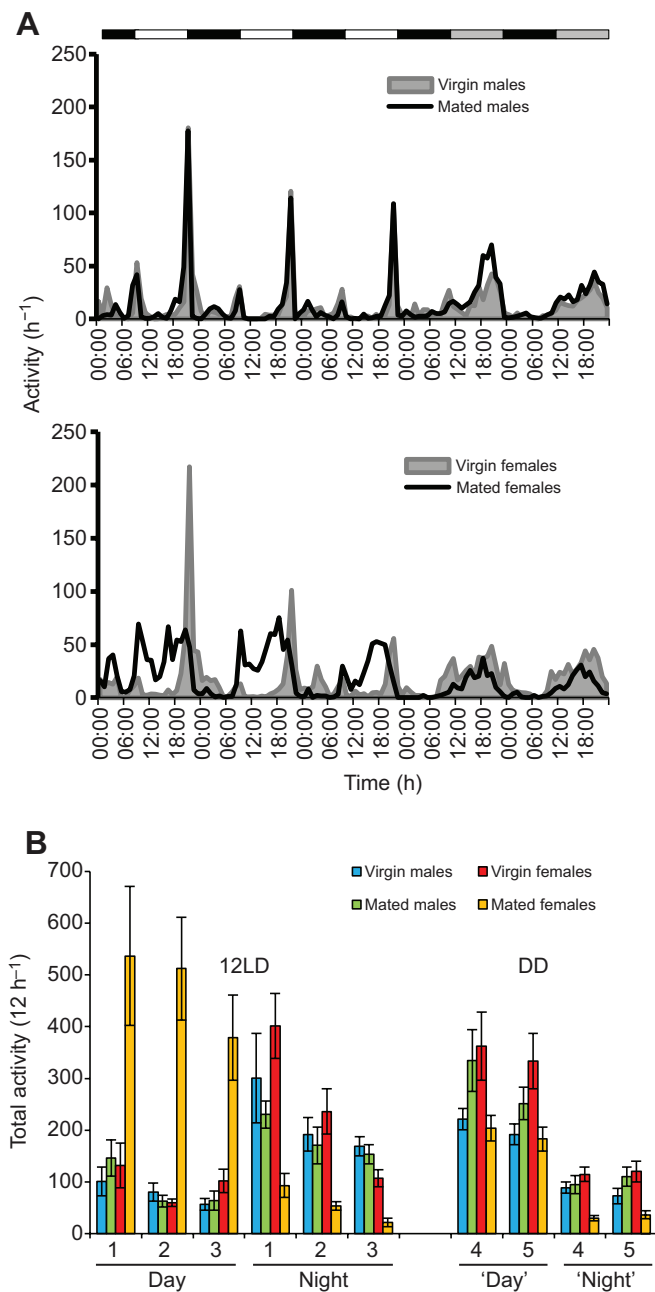 A
250
200
150
100
50
0
Virgin males
Mated males
00:00 06:00 12:00 18:00 00:00 06:00 12:00 18:00 00:00 06:00 12:00 18:00 00:00 06:00 12:00 18:00 00:00 06:00 12:00 18:00
Activity (h–1)
250
200
150
100
50
0
Virgin females
Mated females
00:00 06:00 12:00 18:00 00:00 06:00 12:00 18:00 00:00 06:00 12:00 18:00 00:00 06:00 12:00 18:00 00:00 06:00 12:00 18:00
Time (h)
B
700
600
500
400
300
200
100
0
Total activity (12 h–1)
Virgin males Virgin females
Mated males Mated females
12LD DD
1 2 3 1 2 3 4 5 4 5
Day Night 'Day' 'Night'